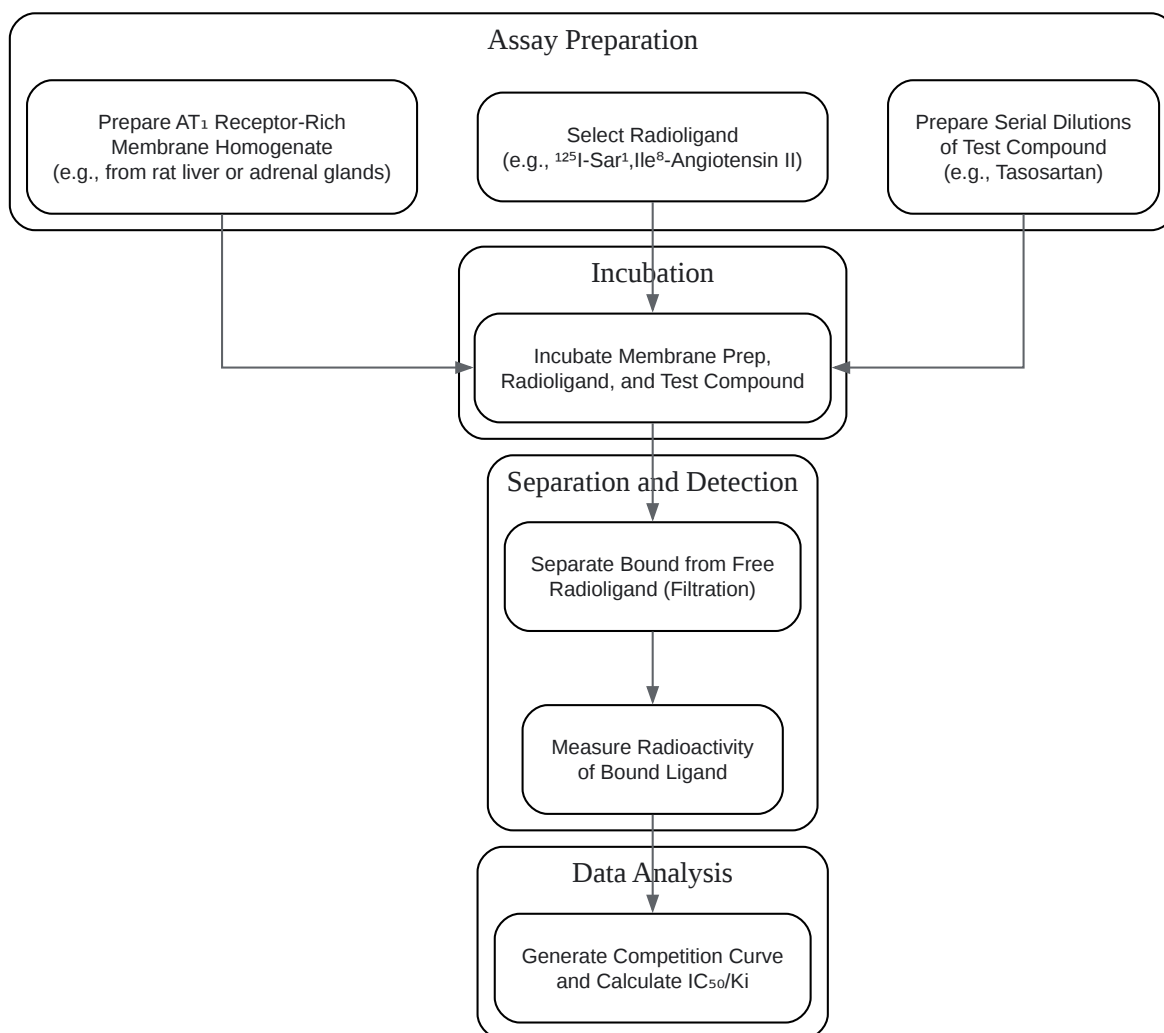 Assay Preparation
Prepare AT₁ Receptor-Rich
Membrane Homogenate
(e.g., from rat liver or adrenal glands)
Select Radioligand
(e.g., ¹²⁵I-Sar¹,Ile⁸-Angiotensin II)
Prepare Serial Dilutions
of Test Compound
(e.g., Tasosartan)
Incubation
Incubate Membrane Prep,
Radioligand, and Test Compound
Separation and Detection
Separate Bound from Free
Radioligand (Filtration)
Measure Radioactivity
of Bound Ligand
Data Analysis
Generate Competition Curve
and Calculate IC₅₀/Ki